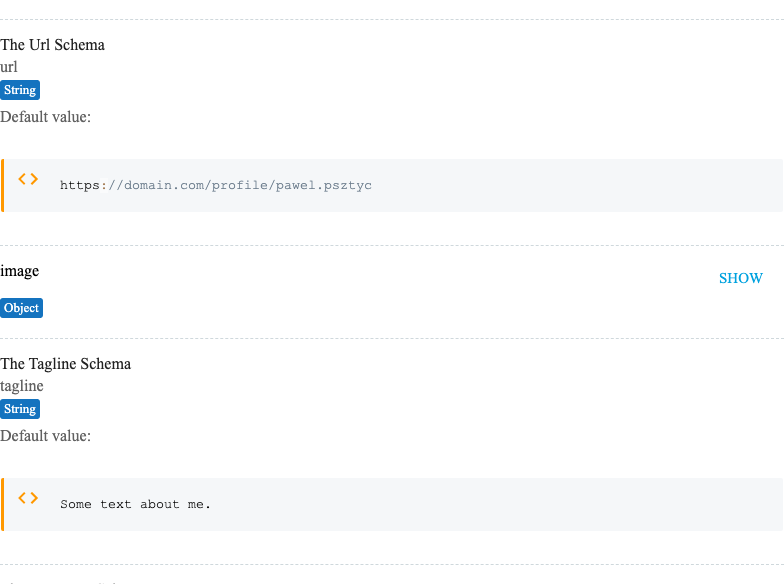 The Url Schema
url
String
Default value:
https://domain.com/profile/pawel.psztyc
image
SHOW
Object
The Tagline Schema
tagline
String
Default value:
Some text about me.